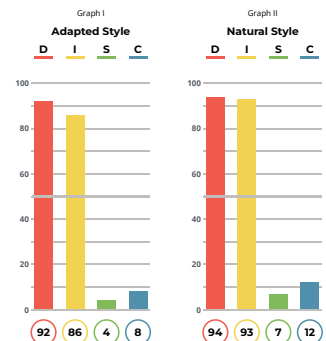 Graph I
Adapted Style
D I S C
100
80
60
40
20
0
92 86 4 8
Graph II
Natural Style
D I S C
100
80
60
40
20
0
94 93 7 12